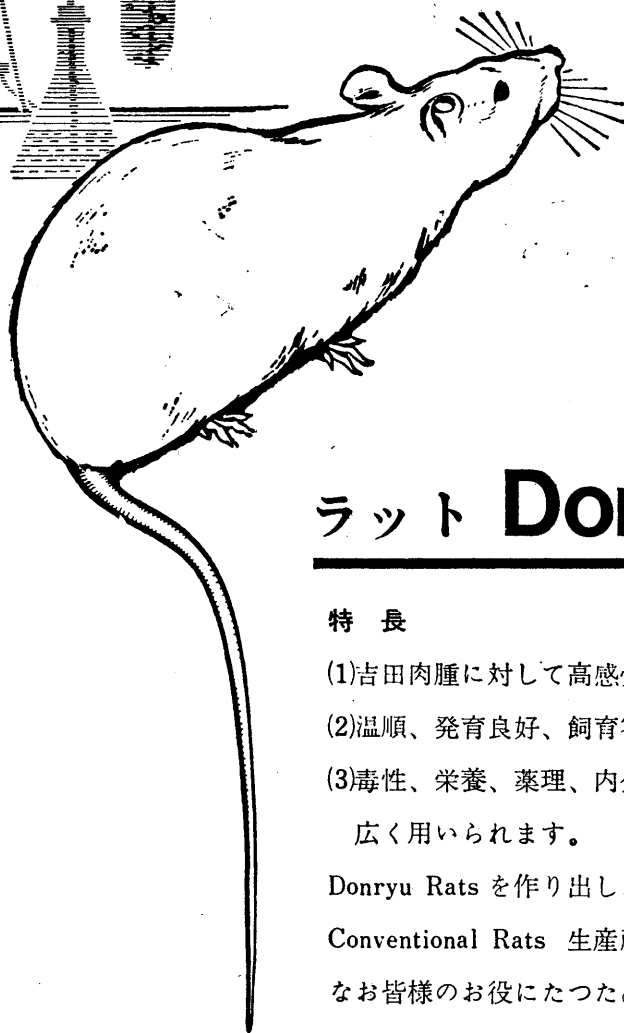 ラット Don
特 長
(1)吉田肉腫に対して高感
(2)温順、発育良好、飼育
(3)毒性、栄養、薬理、内
広く用いられます。
Donryu Rats を作り出し
Conventional Rats 生産
なお皆様のお役にたつた